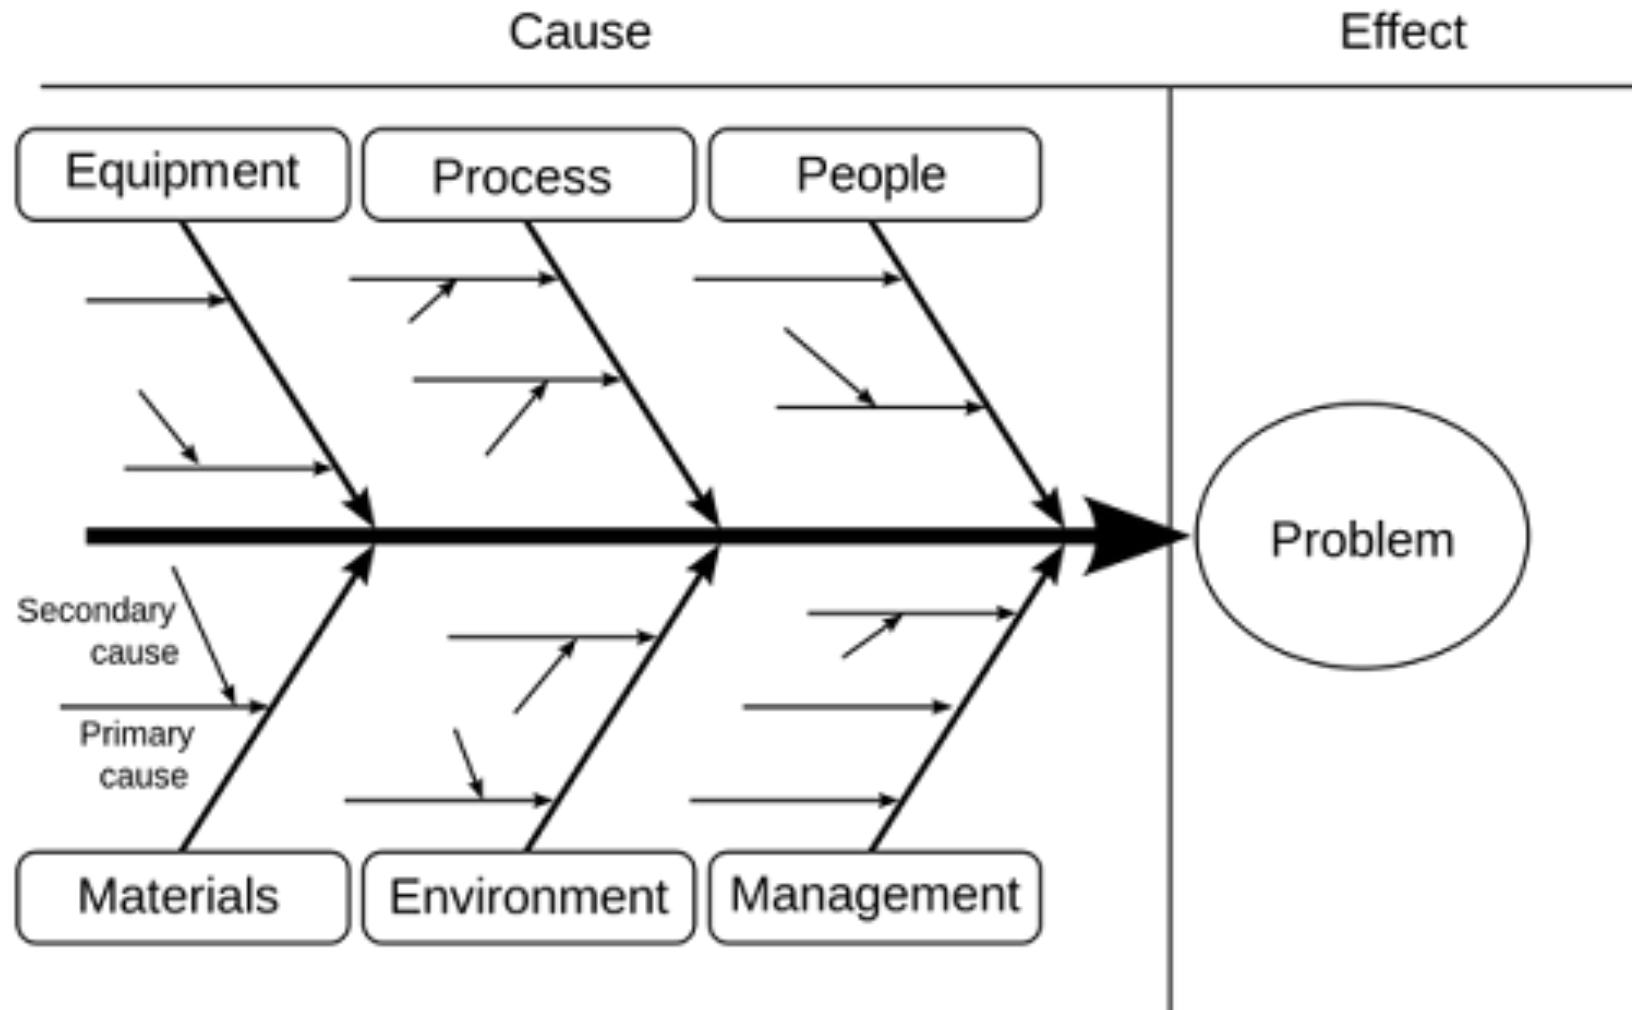 Cause
Effect
Equipment
Process
People
Problem
Secondary
cause
Primary
cause
Materials
Environment
Management